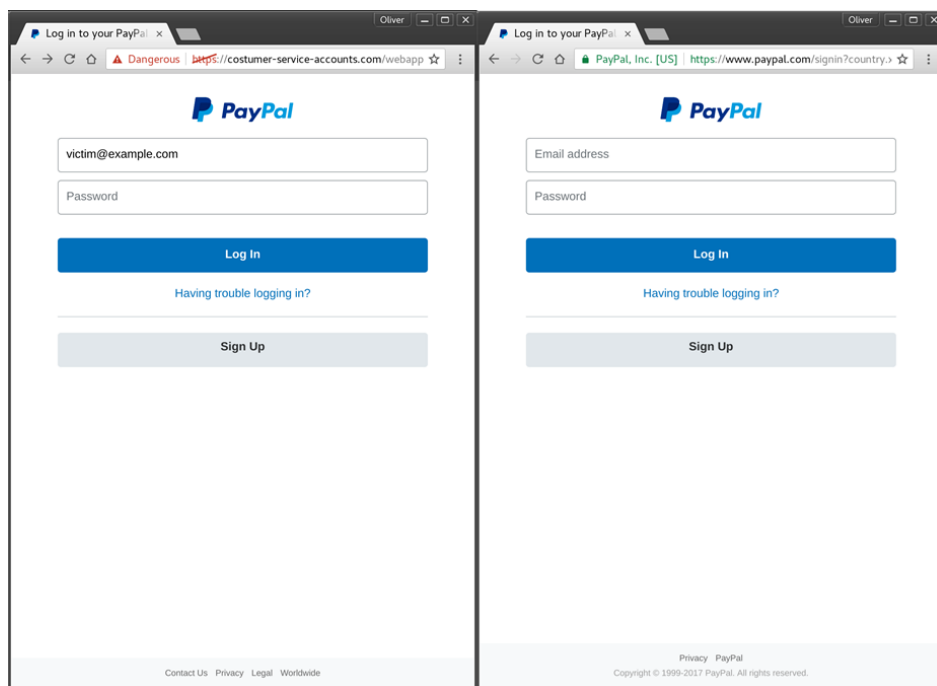 Oliver
Log in to your PayPal
Dangerous https://costumer-service-accounts.com/webapp
PayPal
victim@example.com
Password
Log In
Having trouble logging in?
Sign Up
Contact Us Privacy Legal Worldwide
Oliver
Log in to your PayPal
PayPal, Inc. [US] https://www.paypal.com/signin?country.x
PayPal
Email address
Password
Log In
Having trouble logging in?
Sign Up
Privacy PayPal
Copyright © 1999-2017 PayPal. All rights reserved.